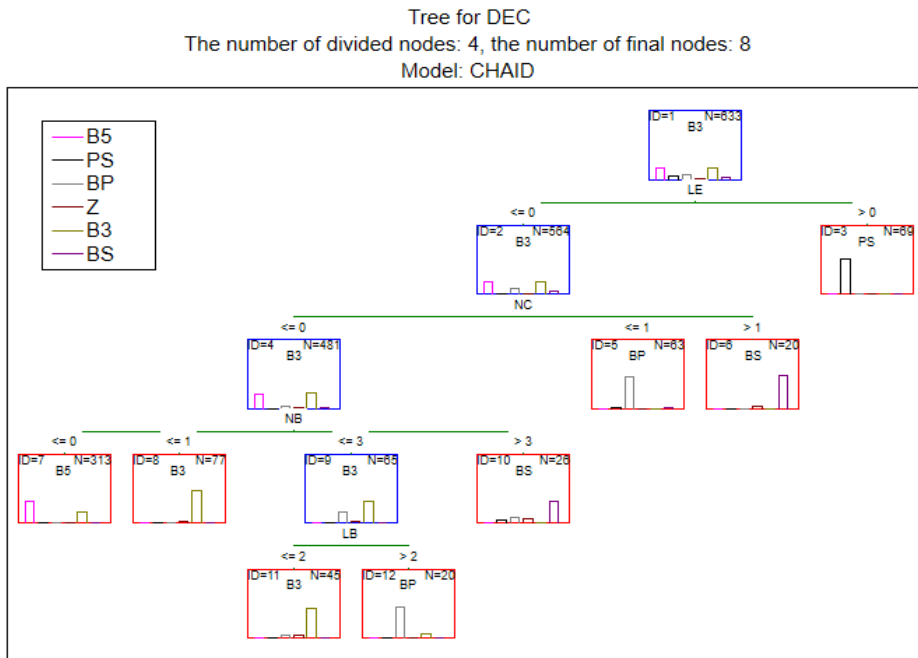 Tree for DEC
The number of divided nodes: 4, the number of final nodes: 8
Model: CHAID
B5
PS
BP
Z
B3
BS
ID=1 N=633
B3
LE
<= 0 > 0
ID=2 N=564 ID=3 N=69
B3 PS
NC
<= 0 <= 1 > 1
ID=4 N=481 ID=5 N=63 ID=6 N=20
B3 BP BS
NB
<= 0 <= 1 <= 3 > 3
ID=7 N=313 ID=8 N=77 ID=9 N=65 ID=10 N=26
B5 B3 B3 BS
LB
<= 2 > 2
ID=11 N=45 ID=12 N=20
B3 BP